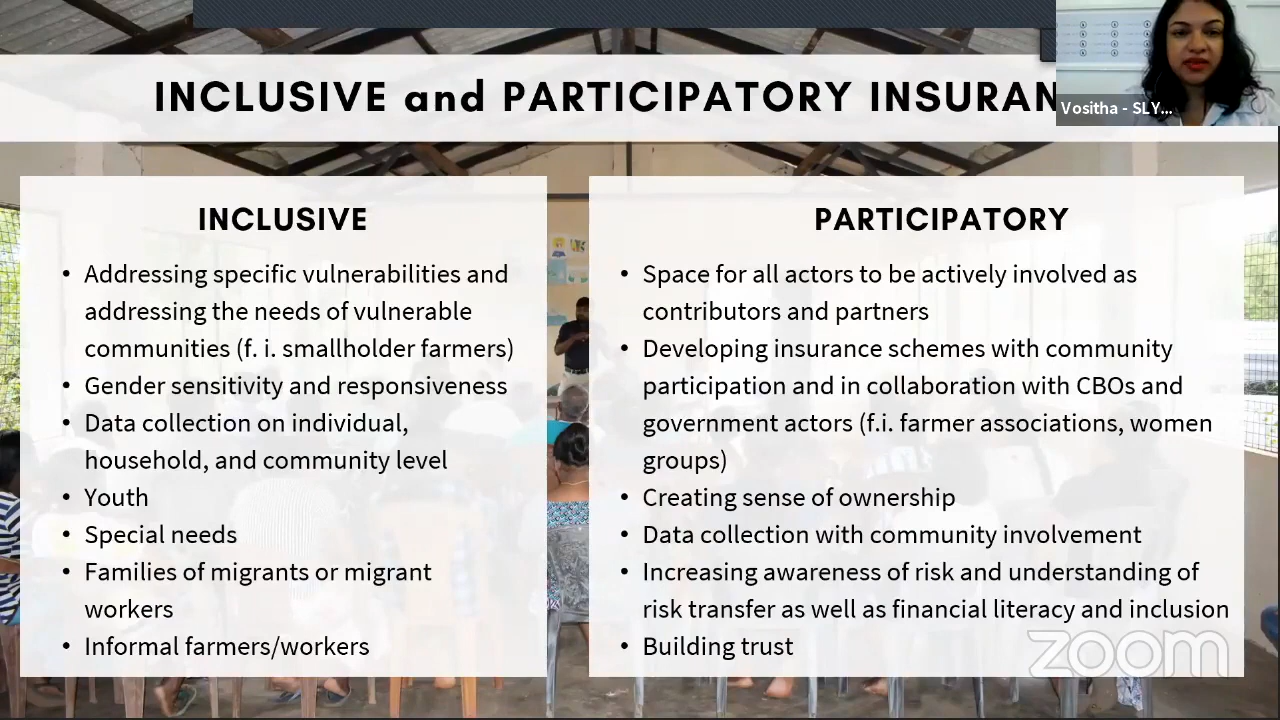 INCLUSIVE and PARTICIPATORY INSURAN
Vositha - SLY...
INCLUSIVE
• Addressing specific vulnerabilities and
addressing the needs of vulnerable
communities (f. i. smallholder farmers)
• Gender sensitivity and responsiveness
• Data collection on individual,
household, and community level
• Youth
• Special needs
• Families of migrants or migrant
workers
• Informal farmers/workers
PARTICIPATORY
• Space for all actors to be actively involved as
contributors and partners
• Developing insurance schemes with community
participation and in collaboration with CBOs and
government actors (f.i. farmer associations, women
groups)
• Creating sense of ownership
• Data collection with community involvement
• Increasing awareness of risk and understanding of
risk transfer as well as financial literacy and inclusion
• Building trust
zoom